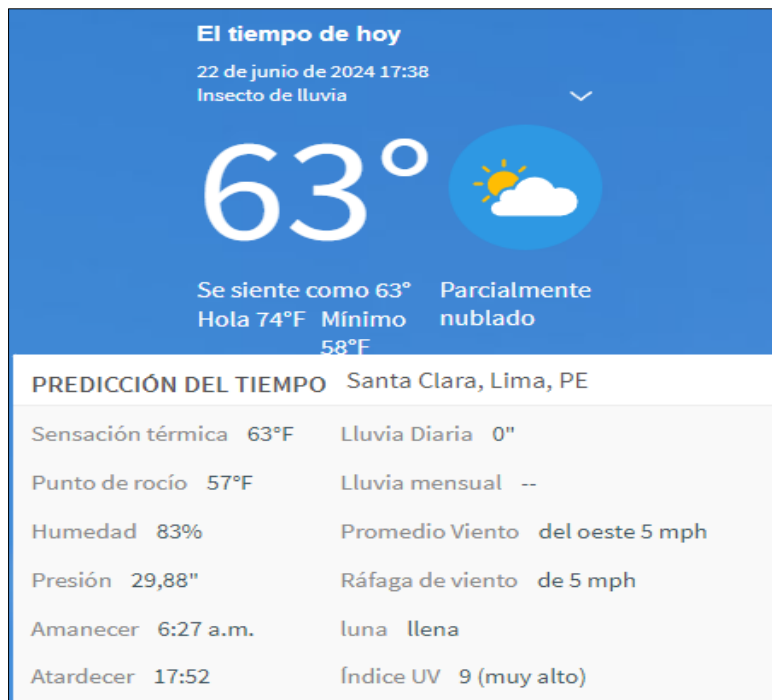 El tiempo de hoy
22 de junio de 2024 17:38
Insecto de lluvia
63°
Se siente como 63° Parcialmente
Hola 74°F Mínimo nublado
58°F
PREDICCIÓN DEL TIEMPO Santa Clara, Lima, PE
Sensación térmica 63°F Lluvia Diaria 0"
Punto de rocío 57°F Lluvia mensual --
Humedad 83% Promedio Viento del oeste 5 mph
Presión 29,88" Ráfaga de viento de 5 mph
Amanecer 6:27 a.m. luna llena
Atardecer 17:52 Índice UV 9 (muy alto)